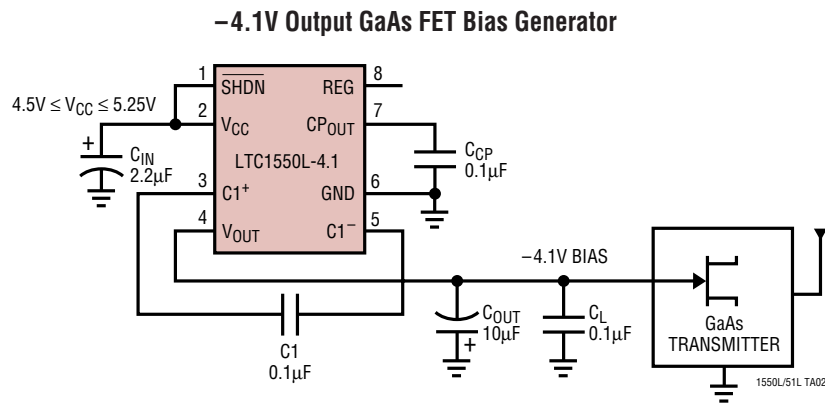 –4.1V Output GaAs FET Bias Generator
4.5V ≤ VCC ≤ 5.25V
1
SHDN
REG
8
2
VCC
CPOUT
7
LTC1550L-4.1
3
C1+
GND
6
4
VOUT
C1–
5
+
CIN
2.2µF
CCP
0.1µF
–4.1V BIAS
C1
0.1µF
COUT
10µF
+
CL
0.1µF
GaAs
TRANSMITTER
1550L/51L TA02